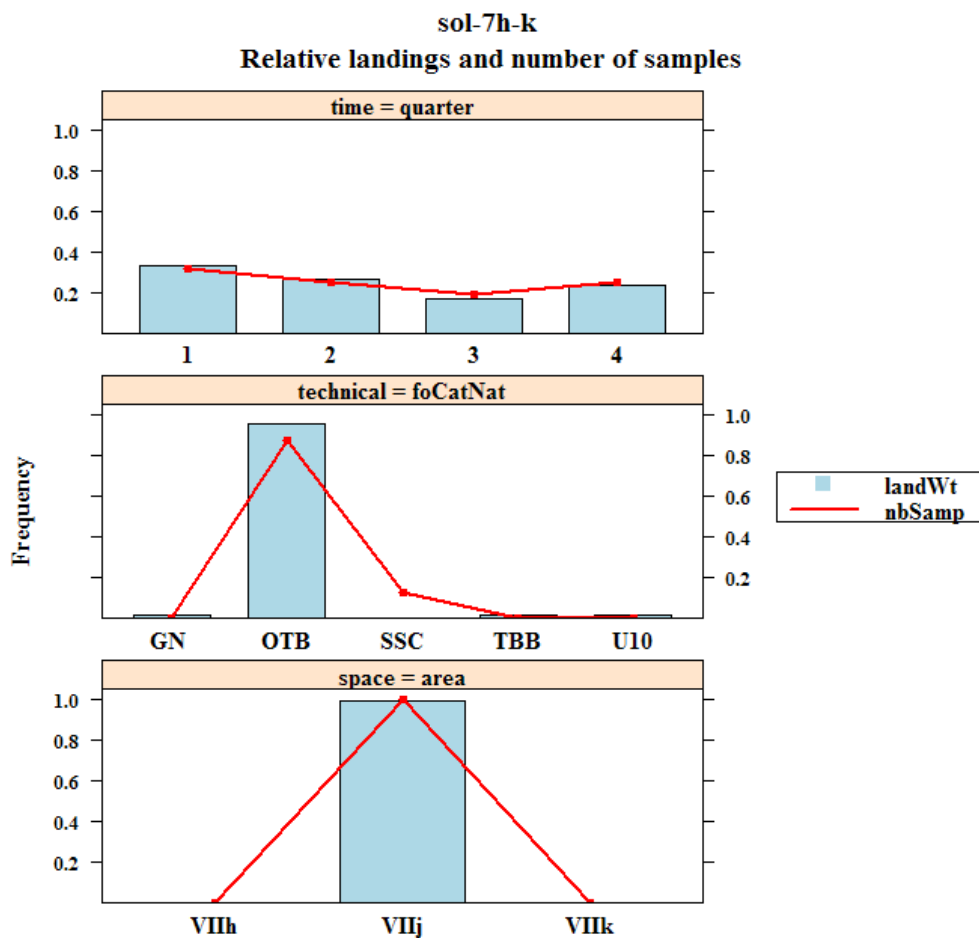 sol-7h-k
Relative landings and number of samples
time = quarter
1.0
0.8
0.6
0.4
0.2
1 2 3 4
technical = foCatNat
1.0
0.8
0.6
0.4
0.2
GN OTB SSC TBB U10
Frequency
landWt
nbSamp
space = area
1.0
0.8
0.6
0.4
0.2
VIIh VIIj VIIk